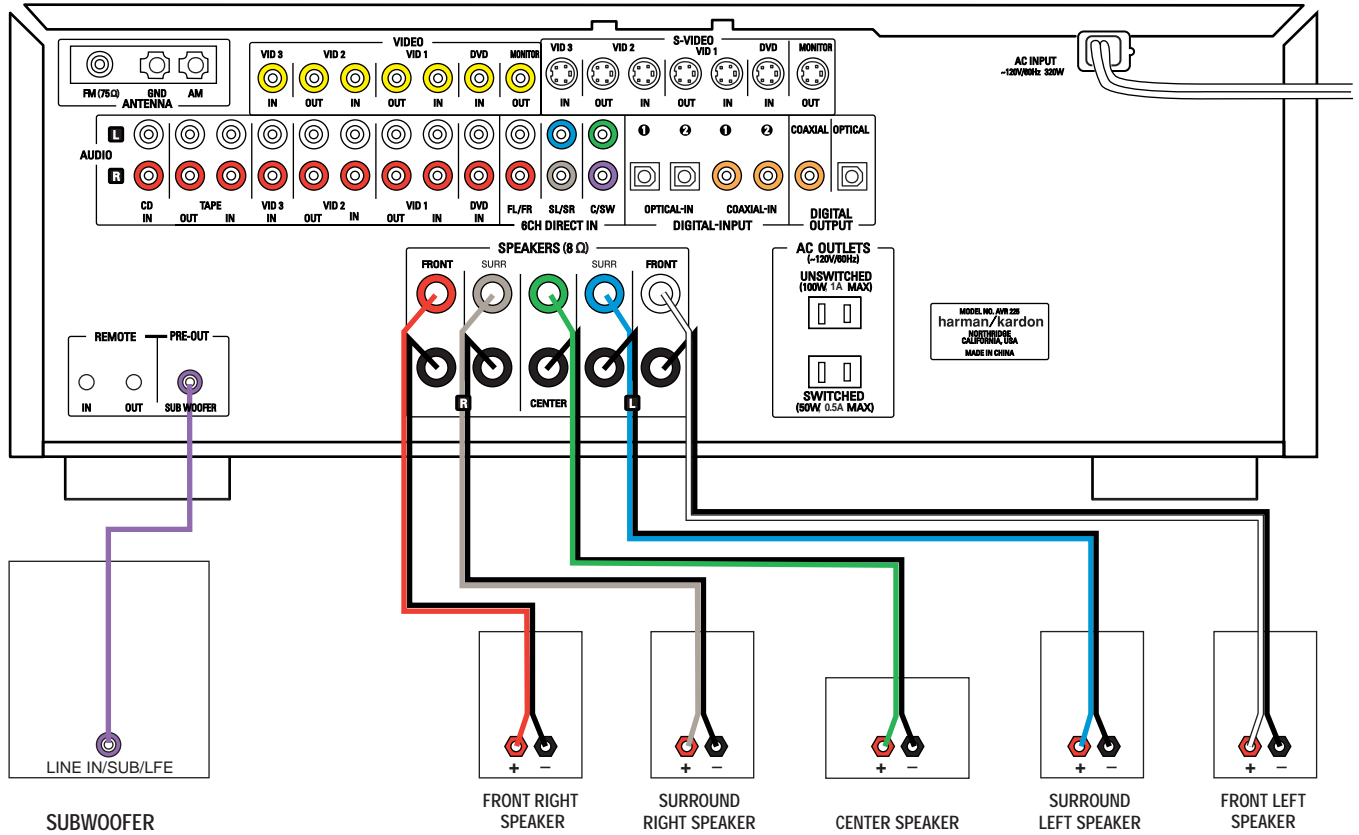 VIDEO
S-VIDEO
VID 3 VID 2 VID 1 DVD MONITOR
VID 3 VID 2 VID 1 DVD MONITOR
AC INPUT
~120V/60Hz 320W
FM (75Ω) GND AM
ANTENNA
IN OUT IN OUT IN IN OUT
IN OUT IN OUT IN IN OUT
L
AUDIO
R
1 2 1 2 COAXIAL OPTICAL
CD TAPE VID 3 VID 2 VID 1 DVD FL/FR SL/SR C/SW OPTICAL-IN COAXIAL-IN
IN OUT IN IN OUT IN OUT IN IN
6CH DIRECT IN DIGITAL-INPUT DIGITAL
OUTPUT
SPEAKERS (8 Ω)
FRONT SURR SURR FRONT
R CENTER L
AC OUTLETS
(~120V/60Hz)
UNSWITCHED
(100W, 1A MAX)
SWITCHED
(50W, 0.5A MAX)
MODEL NO. AVR 225
harman/kardon
NORTHRIDGE
CALIFORNIA, USA
MADE IN CHINA
REMOTE PRE-OUT
IN OUT SUB WOOFER
LINE IN/SUB/LFE
+ – + – + – + – + –
SUBWOOFER
FRONT RIGHT
SPEAKER
SURROUND
RIGHT SPEAKER
CENTER SPEAKER
SURROUND
LEFT SPEAKER
FRONT LEFT
SPEAKER